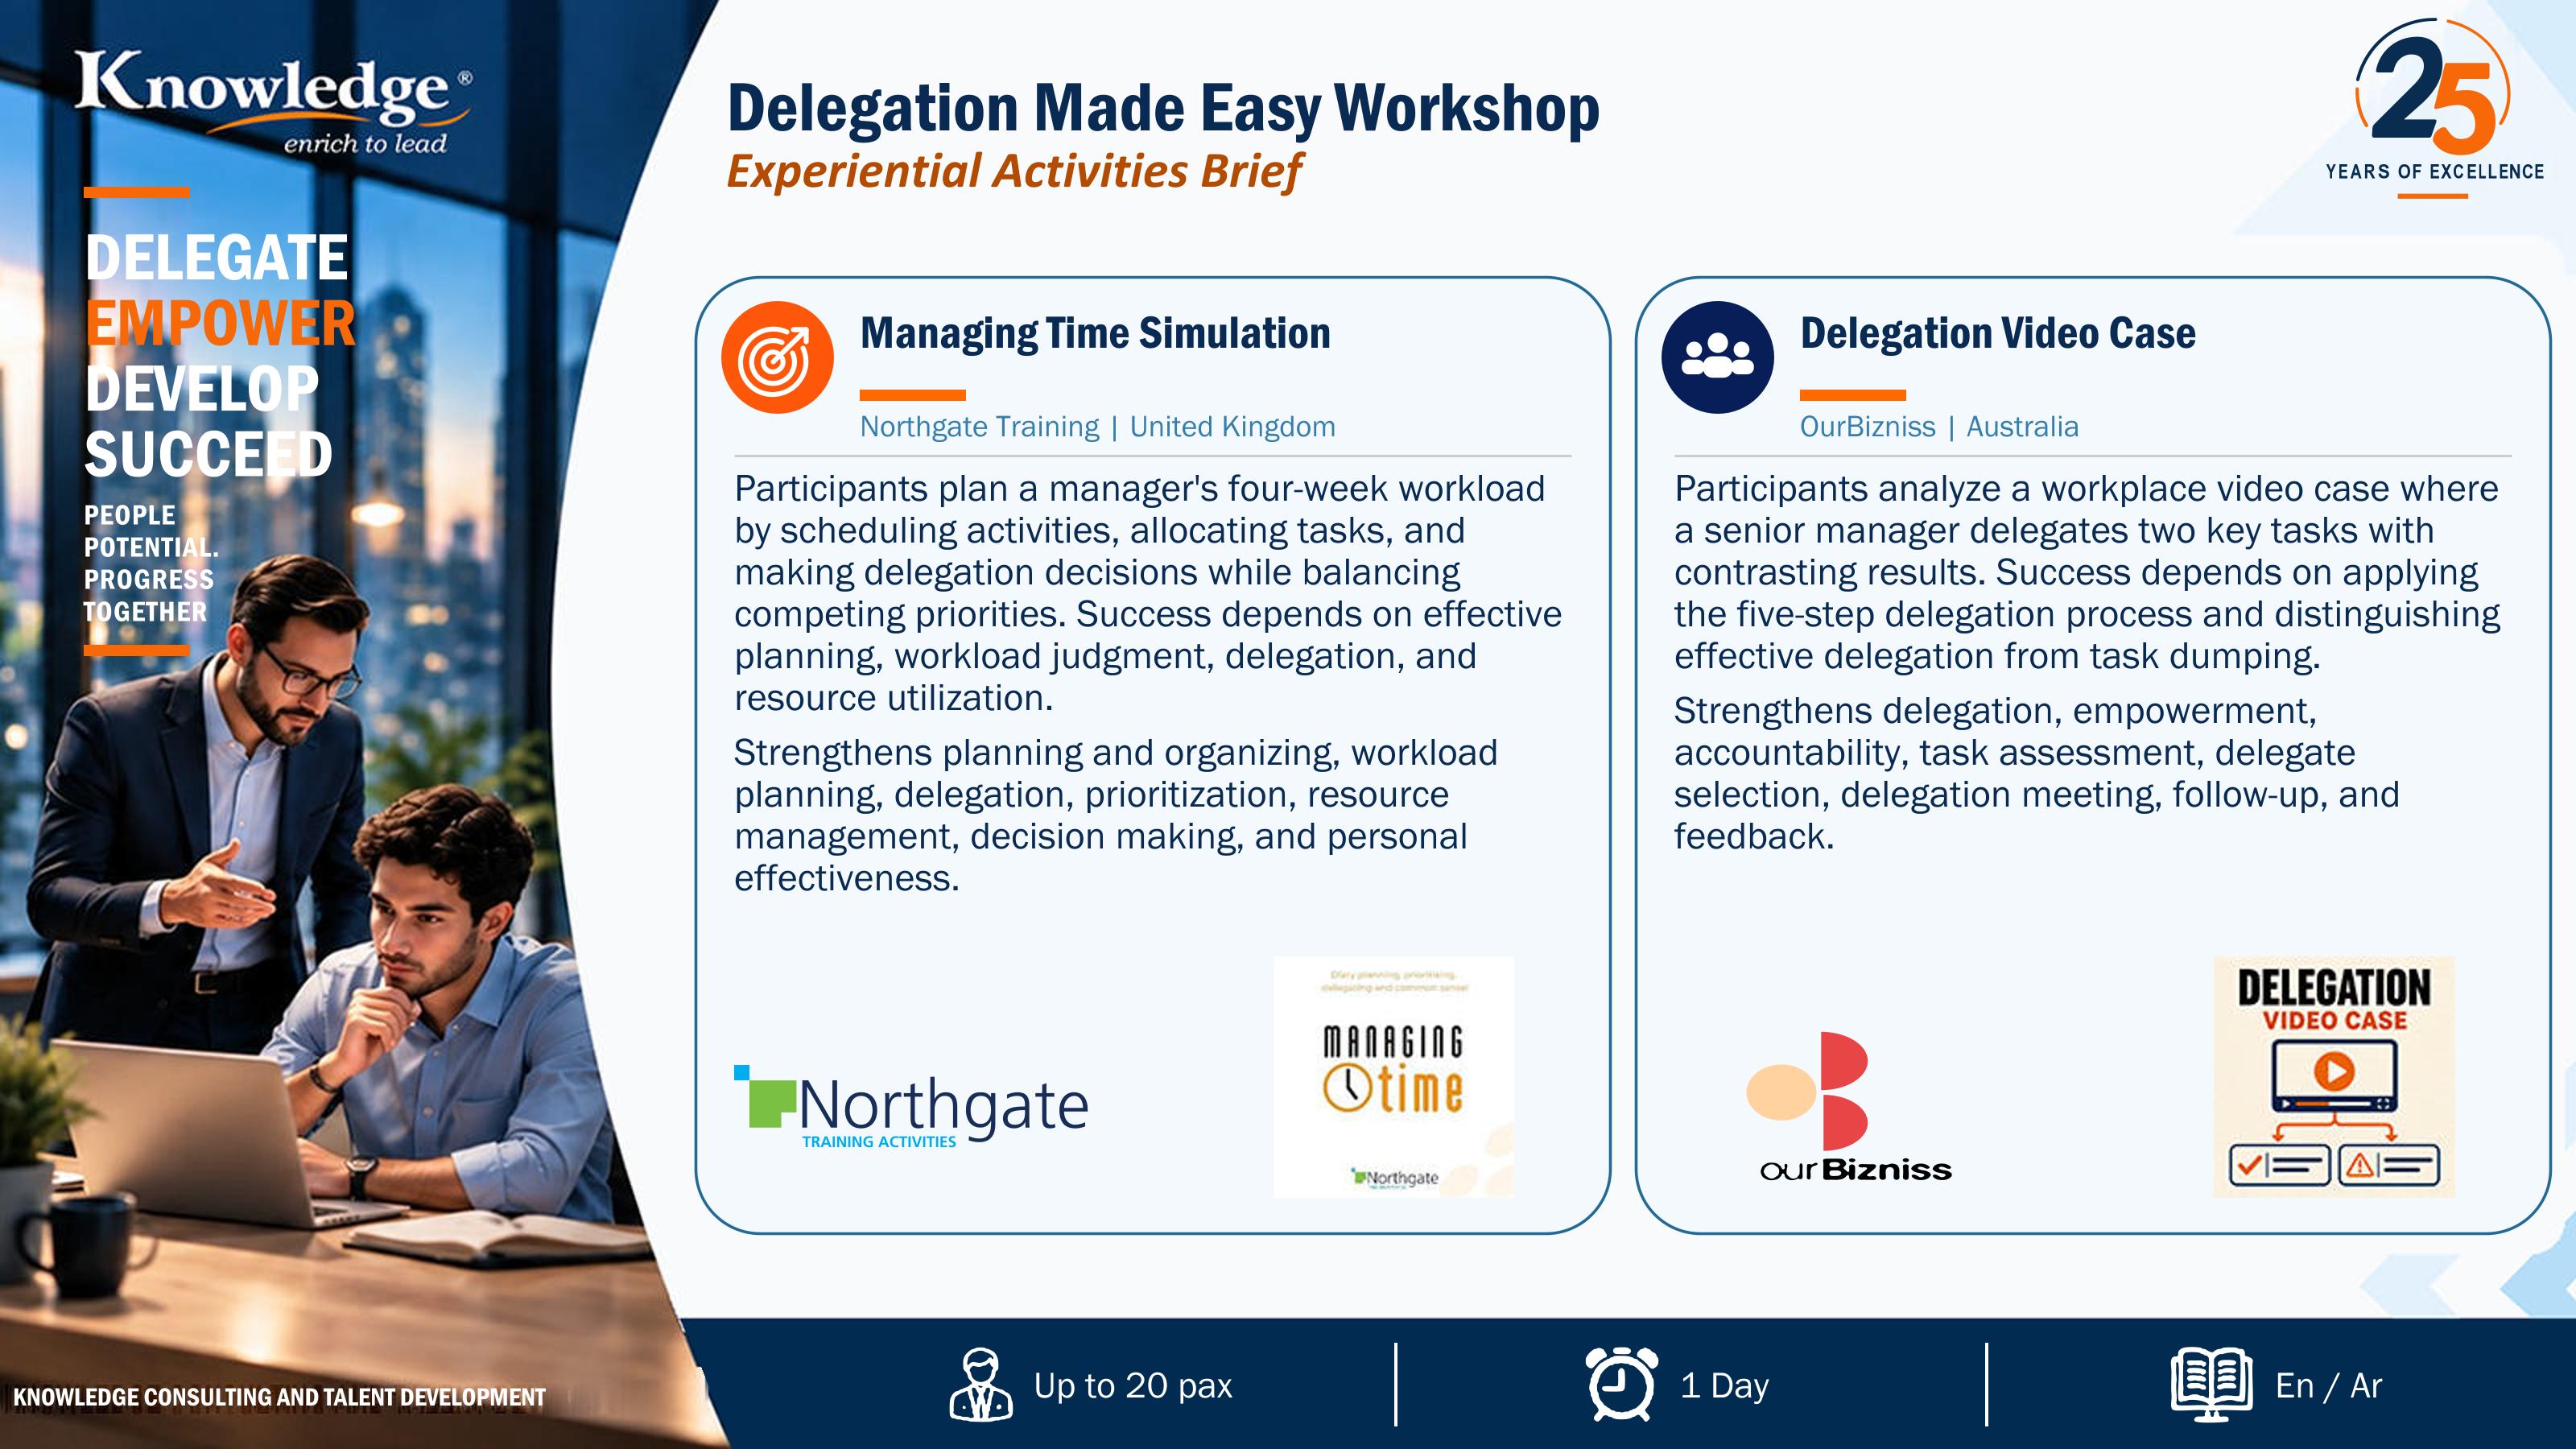 Knowledge®
enrich to lead
DELEGATE
EMPOWER
DEVELOP
SUCCEED
PEOPLE
POTENTIAL.
PROGRESS
TOGETHER
KNOWLEDGE CONSULTING AND TALENT DEVELOPMENT
Delegation Made Easy Workshop
Experiential Activities Brief
25
YEARS OF EXCELLENCE
Managing Time Simulation
Northgate Training | United Kingdom
Participants plan a manager's four-week workload
by scheduling activities, allocating tasks, and
making delegation decisions while balancing
competing priorities. Success depends on effective
planning, workload judgment, delegation, and
resource utilization.
Strengthens planning and organizing, workload
planning, delegation, prioritization, resource
management, decision making, and personal
effectiveness.
Northgate
TRAINING ACTIVITIES
Diary planning, prioritising,
delegating and common sense!
MANAGING
time
Northgate
Delegation Video Case
OurBizniss | Australia
Participants analyze a workplace video case where
a senior manager delegates two key tasks with
contrasting results. Success depends on applying
the five-step delegation process and distinguishing
effective delegation from task dumping.
Strengthens delegation, empowerment,
accountability, task assessment, delegate
selection, delegation meeting, follow-up, and
feedback.
ourBizniss
DELEGATION
VIDEO CASE
Up to 20 pax
1 Day
En / Ar